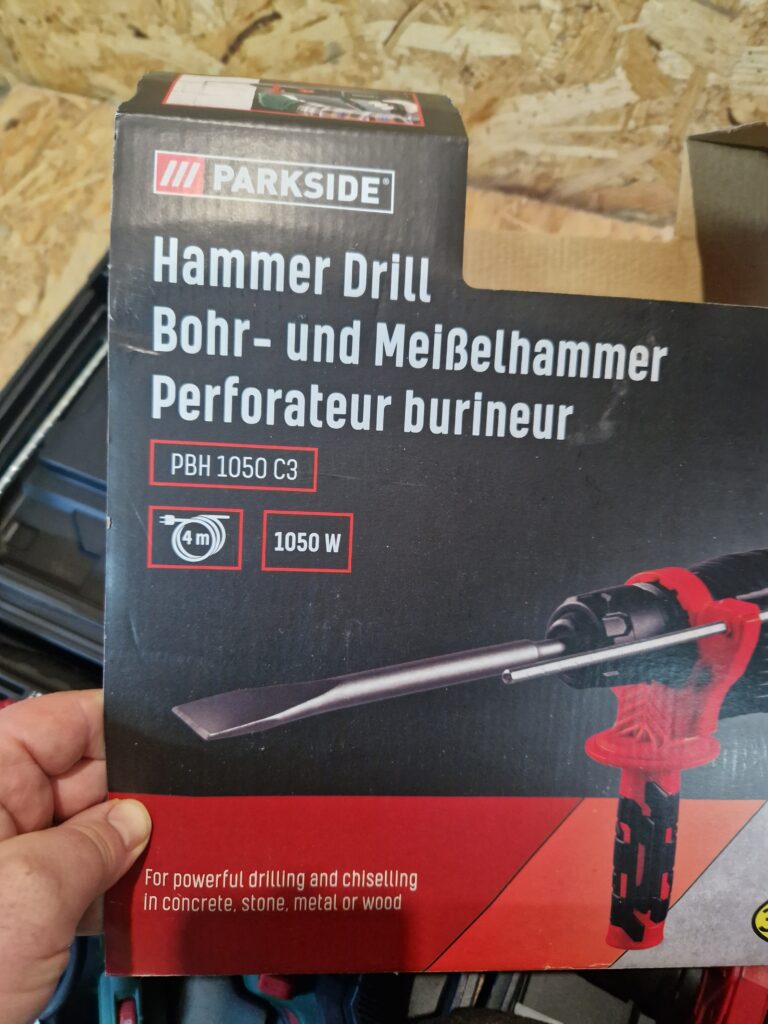 PARKSIDE®
Hammer Drill
Bohr- und Meißelhammer
Perforateur burineur
PBH 1050 C3
4 m
1050 W
For powerful drilling and chiselling
in concrete, stone, metal or wood